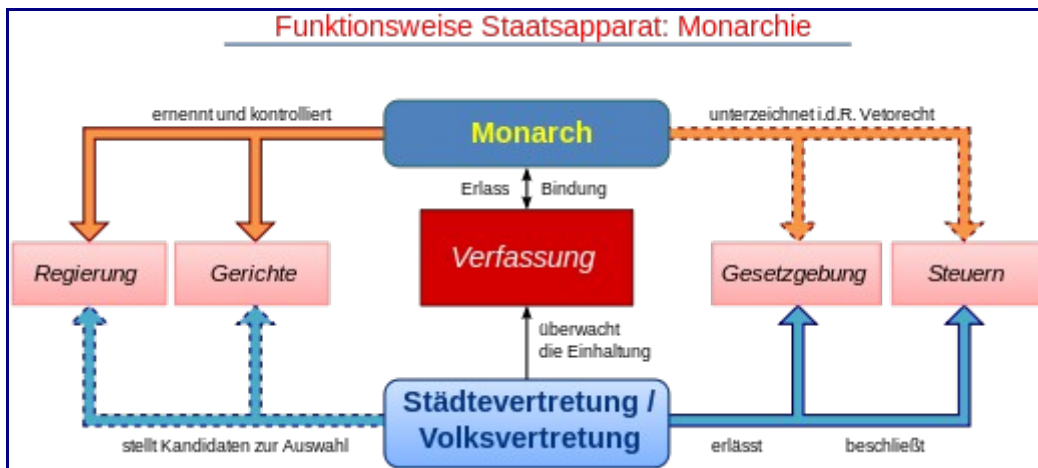 Funktionsweise Staatsapparat: Monarchie
ernennt und kontrolliert
Monarch
unterzeichnet i.d.R. Vetorecht
Erlass
Bindung
Regierung
Gerichte
Verfassung
Gesetzgebung
Steuern
überwacht
die Einhaltung
Städtevertretung /
Volksvertretung
stellt Kandidaten zur Auswahl
erlässt
beschließt